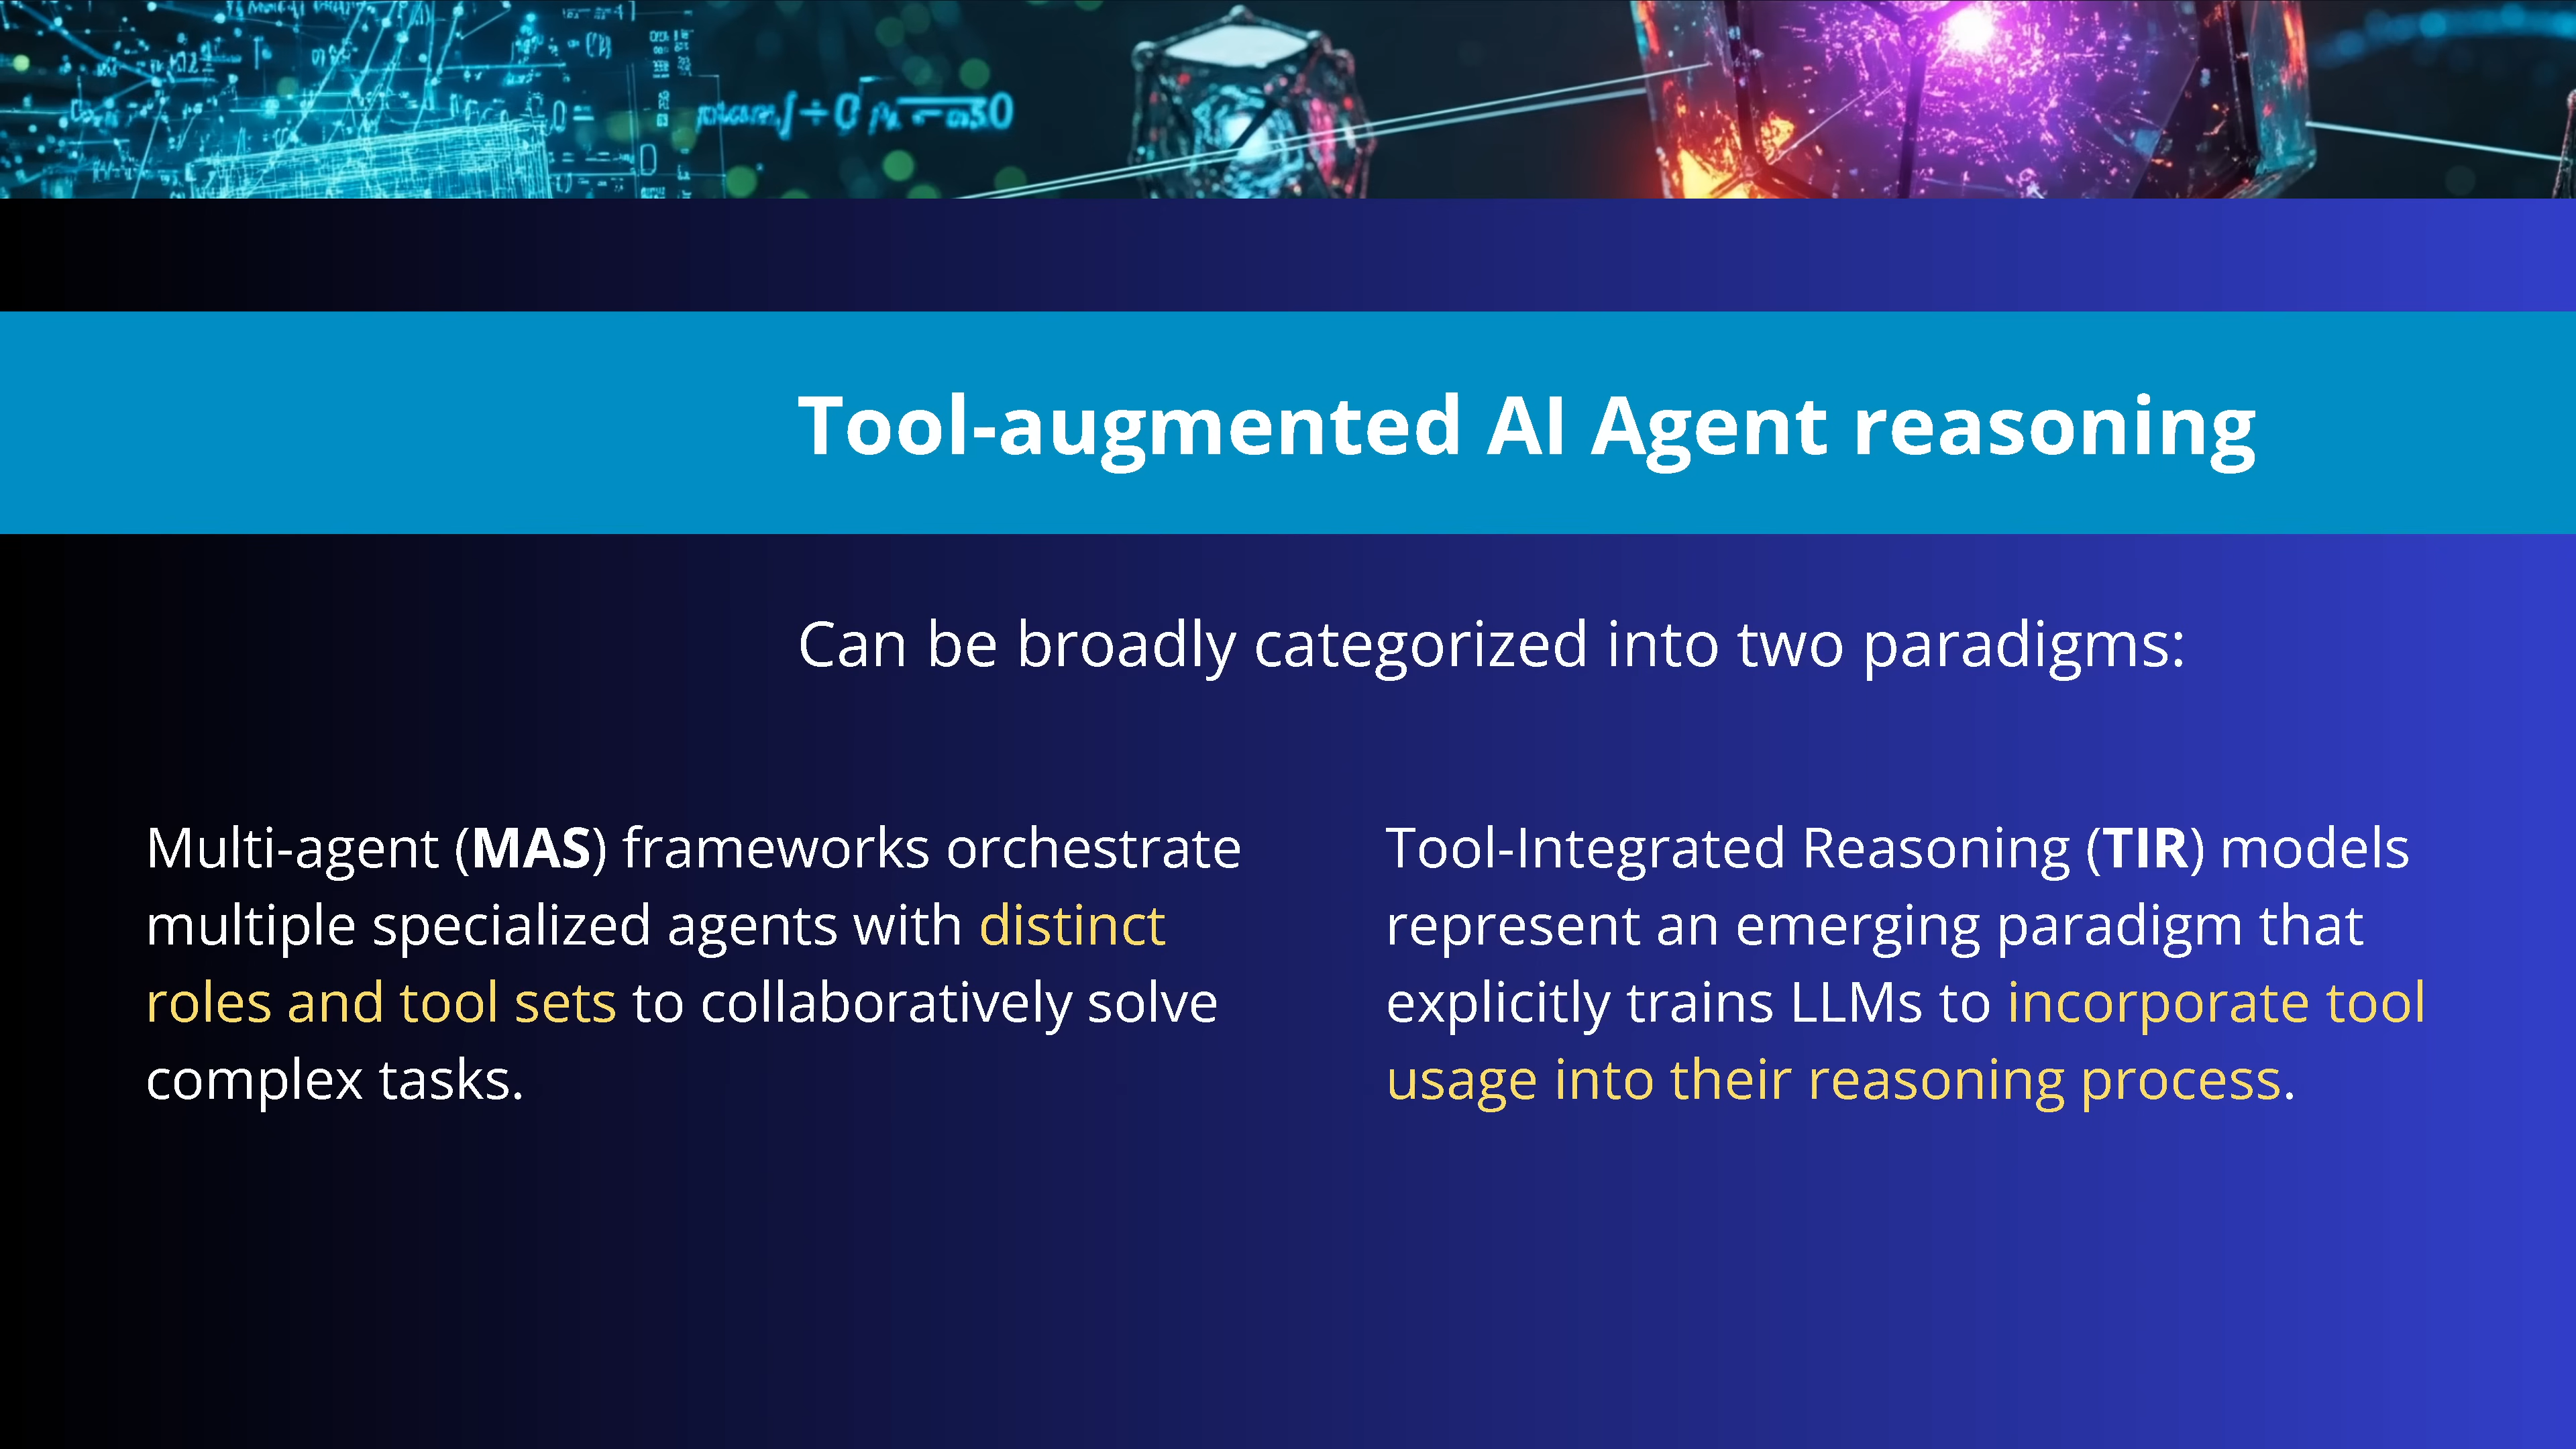 Tool-augmented AI Agent reasoning
Can be broadly categorized into two paradigms:
Multi-agent (MAS) frameworks orchestrate
multiple specialized agents with distinct
roles and tool sets to collaboratively solve
complex tasks.
Tool-Integrated Reasoning (TIR) models
represent an emerging paradigm that
explicitly trains LLMs to incorporate tool
usage into their reasoning process.